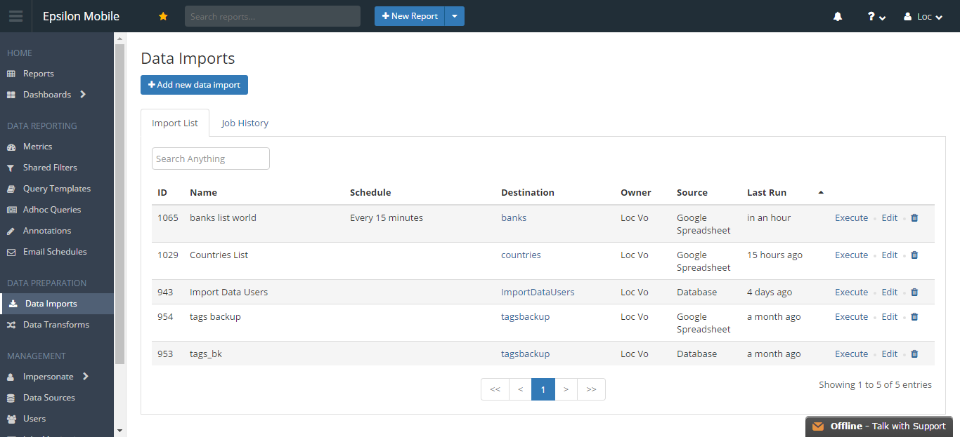 Epsilon Mobile
Search reports...
New Report
?
Loc
HOME
Reports
Dashboards
DATA REPORTING
Metrics
Shared Filters
Query Templates
Adhoc Queries
Annotations
Email Schedules
DATA PREPARATION
Data Imports
Data Transforms
MANAGEMENT
Impersonate
Data Sources
Users
Data Imports
Add new data import
Import List Job History
Search Anything
ID Name Schedule Destination Owner Source Last Run
1065 banks list world Every 15 minutes banks Loc Vo Google Spreadsheet in an hour Execute - Edit -
1029 Countries List countries Loc Vo Google Spreadsheet 15 hours ago Execute - Edit -
943 Import Data Users ImportDataUsers Loc Vo Database 4 days ago Execute - Edit -
954 tags backup tagsbackup Loc Vo Google Spreadsheet a month ago Execute - Edit -
953 tags_bk tagsbackup Loc Vo Database a month ago Execute - Edit -
<< < 1 > >>
Showing 1 to 5 of 5 entries
Offline - Talk with Support